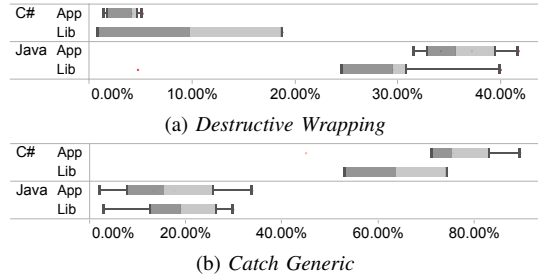 C# App
Lib
Java App
Lib
0.00% 10.00% 20.00% 30.00% 40.00%
(a) Destructive Wrapping
C# App
Lib
Java App
Lib
0.00% 20.00% 40.00% 60.00% 80.00%
(b) Catch Generic